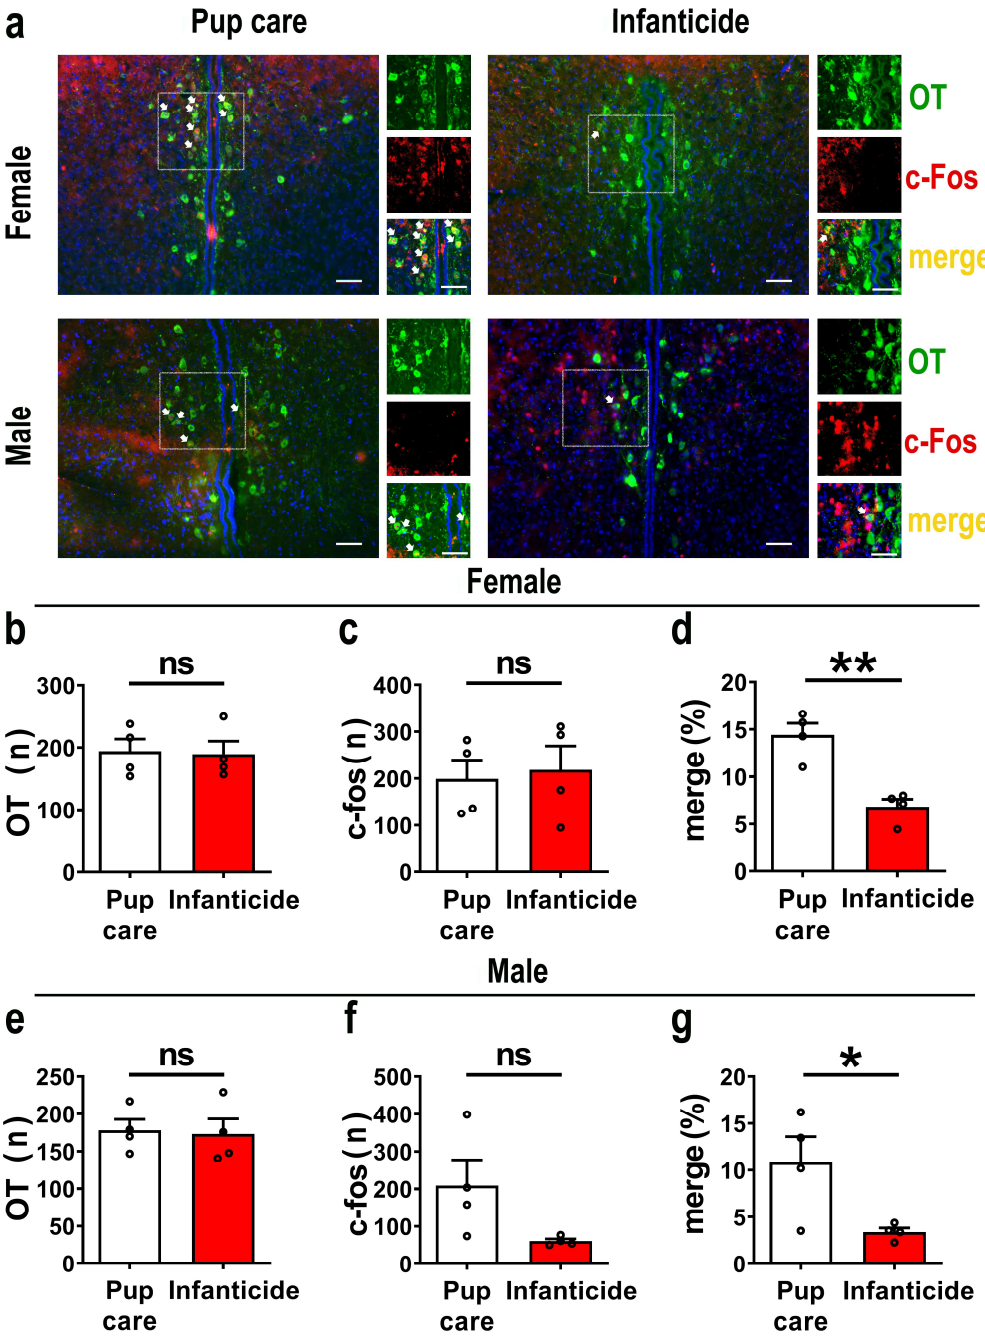 a
Pup care
Infanticide
Female
OT
c-Fos
merge
Male
OT
c-Fos
merge
Female
b
c
d
ns
ns
**
OT (n)
300
200
100
0
Pup care
Infanticide
c-fos(n)
400
300
200
100
0
Pup care
Infanticide
merge(%)
20
15
10
5
0
Pup care
Infanticide
Male
e
f
g
ns
ns
*
OT (n)
250
200
150
100
50
0
Pup care
Infanticide
c-fos(n)
500
400
300
200
100
0
Pup care
Infanticide
merge(%)
20
15
10
5
0
Pup care
Infanticide